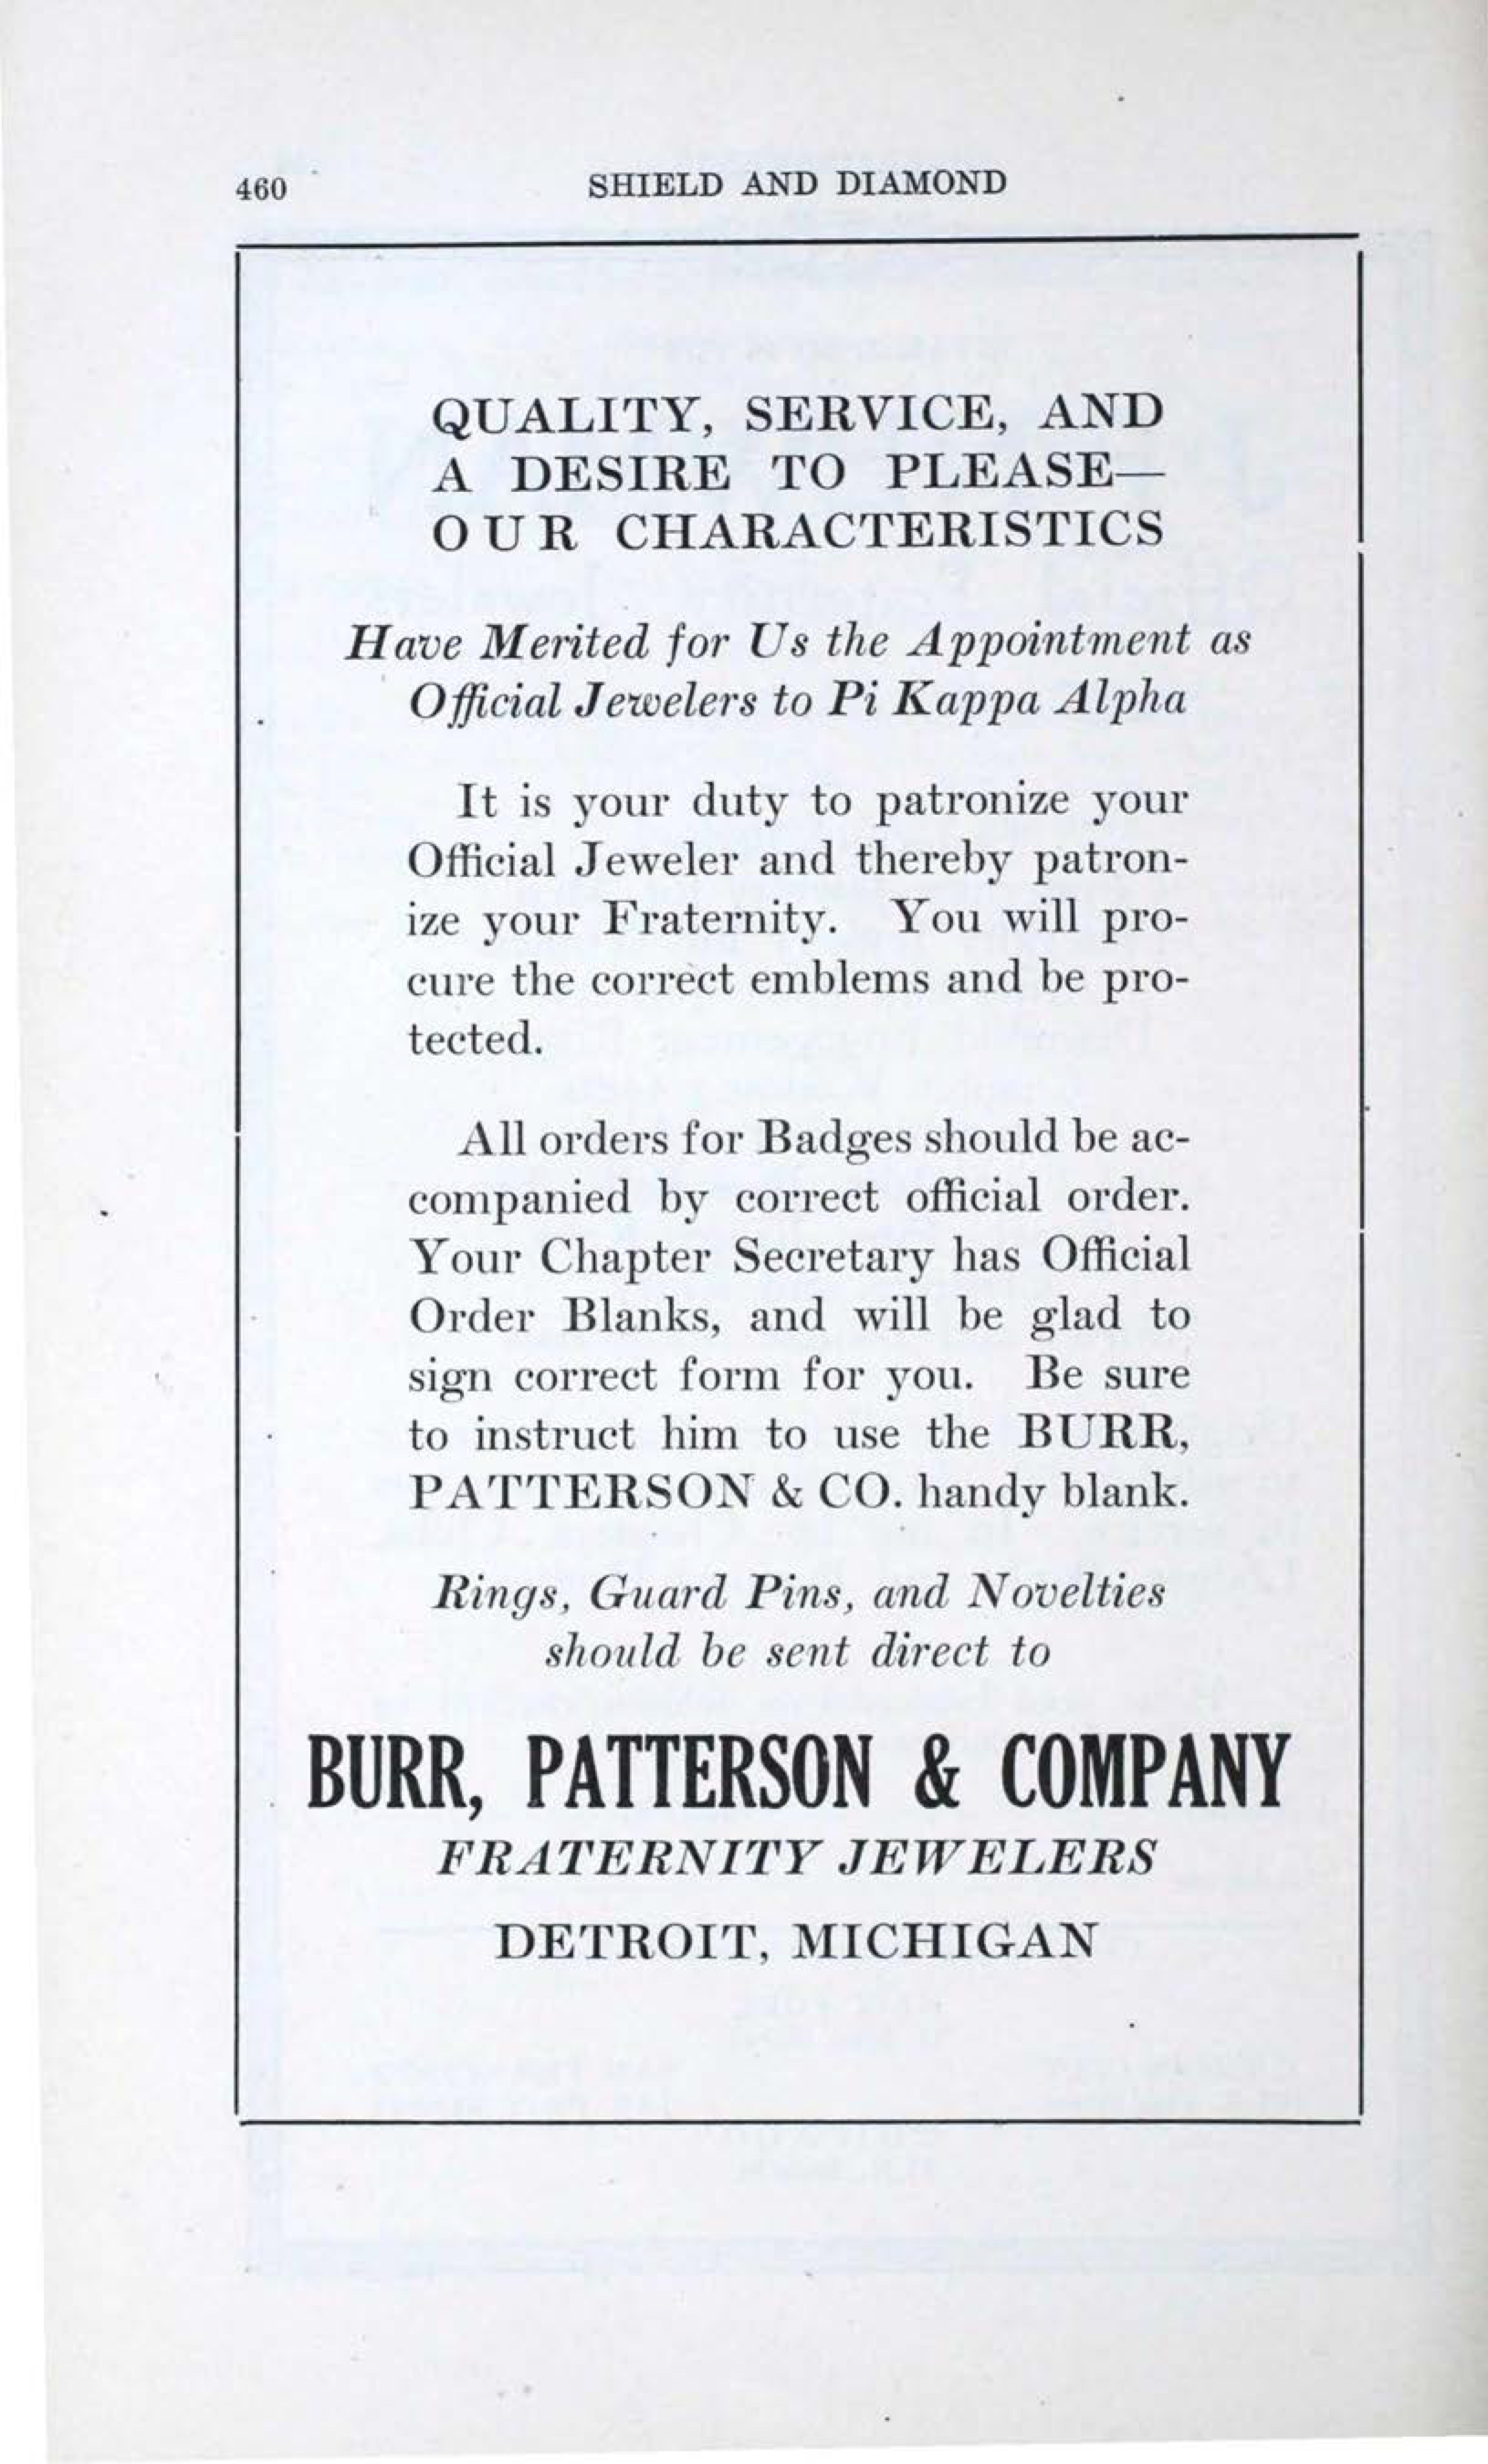 460
SHIELD AND DIAMOND
QUALITY, SERVICE, AND
A DESIRE TO PLEASE—
OUR CHARACTERISTICS
Have Merited for Us the Appointment as
Official Jewelers to Pi Kappa Alpha
It is your duty to patronize your
Official Jeweler and thereby patron-
ize your Fraternity. You will pro-
cure the correct emblems and be pro-
tected.
All orders for Badges should be ac-
companied by correct official order.
Your Chapter Secretary has Official
Order Blanks, and will be glad to
sign correct form for you. Be sure
to instruct him to use the BURR,
PATTERSON & CO. handy blank.
Rings, Guard Pins, and Novelties
should be sent direct to
BURR, PATTERSON & COMPANY
FRATERNITY JEWELERS
DETROIT, MICHIGAN